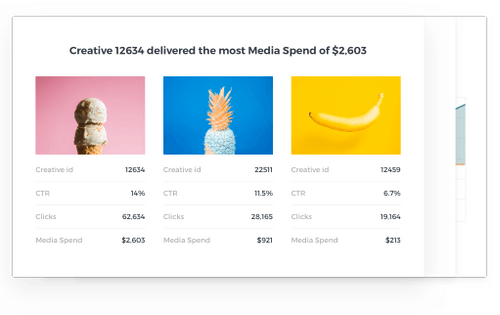 Creative 12634 delivered the most Media Spend of $2,603
Creative id 12634
CTR 14%
Clicks 62,634
Media Spend $2,603
Creative id 22511
CTR 11.5%
Clicks 28,165
Media Spend $921
Creative id 12459
CTR 6.7%
Clicks 19,164
Media Spend $213